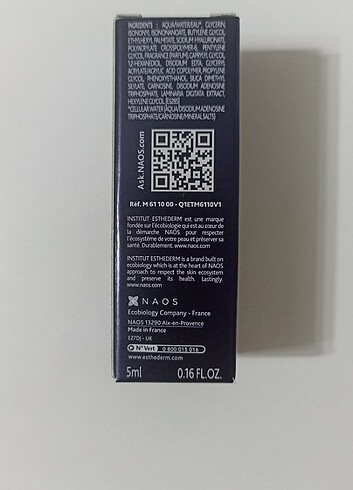 INGREDIENTS : AQUA/WATER/EAU*, GLYCERIN,
ISONONYL ISONONANOATE, BUTYLENE GLYCOL,
ETHYLHEXYL PALMITATE, SODIUM HYALURONATE,
POLYACRYLATE CROSSPOLYMER-6, PENTYLENE
GLYCOL, FRAGRANCE (PARFUM), CAPRYLYL GLYCOL,
1,2-HEXANEDIOL, DISODIUM EDTA, GLYCERYL
ACRYLATE/ACRYLIC ACID COPOLYMER, PROPYLENE
GLYCOL, PHENOXYETHANOL, SILICA DIMETHYL
SILYLATE, CARNOSINE, DISODIUM ADENOSINE
TRIPHOSPHATE, LAMINARIA DIGITATA EXTRACT,
HEXYLENE GLYCOL. [ES285]
*CELLULAR WATER (AQUA/DISODIUM ADENOSINE
TRIPHOSPHATE/CARNOSINE/MINERAL SALTS)
Ask.NAOS.com
Réf. M 61 10 00 - Q1ETM6110V1
INSTITUT ESTHEDERM est une marque
fondée sur l'écobiologie qui est au cœur de
la démarche NAOS pour respecter
l'écosystème de votre peau et préserver sa
santé. Durablement. www.naos.com
INSTITUT ESTHEDERM is a brand built on
ecobiology which is at the heart of NAOS
approach to respect the skin ecosystem
and preserve its health. Lastingly.
www.naos.com
NAOS
Ecobiology Company - France
NAOS 13290 Aix-en-Provence
Made in France
E27DJ - UK
N° Vert 0 800 015 016
www.esthederm.com
5ml 0.16 FL.OZ.